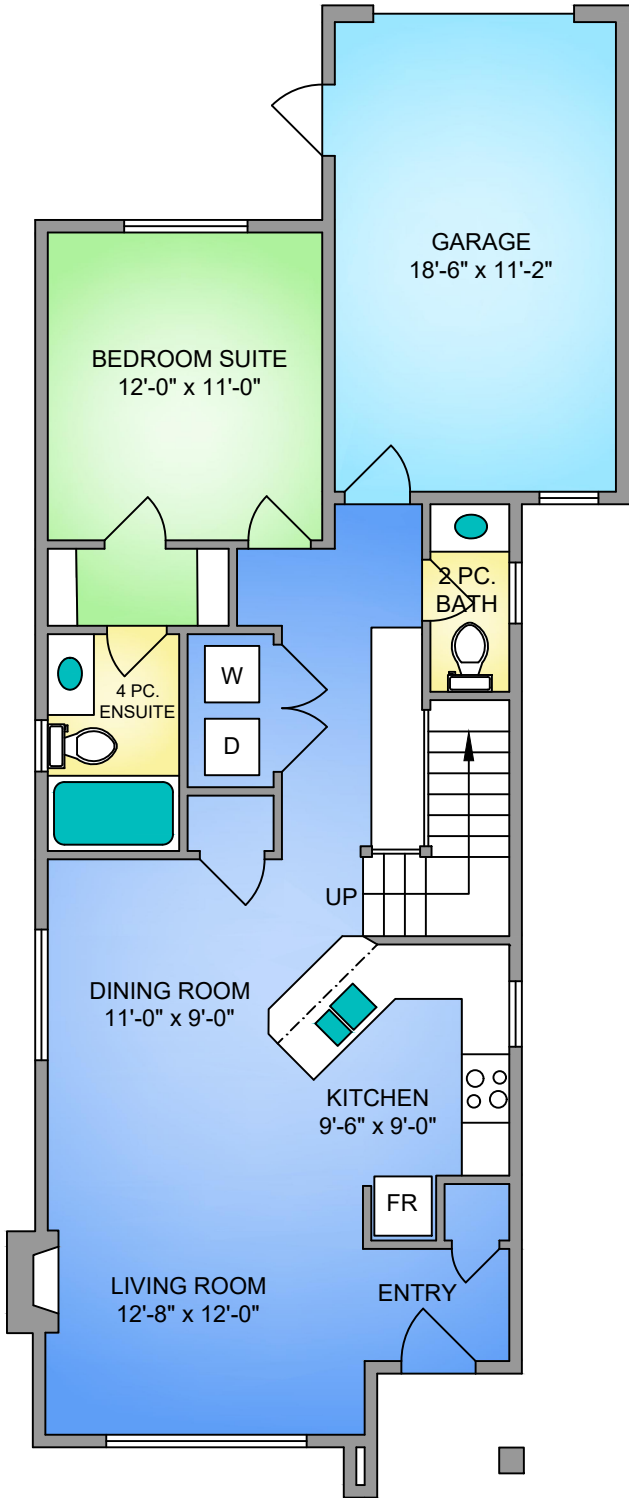 GARAGE
18'-6" x 11'-2"
BEDROOM SUITE
12'-0" x 11'-0"
2 PC.
BATH
W
4 PC.
ENSUITE
D
UP
DINING ROOM
11'-0" x 9'-0"
KITCHEN
9'-6" x 9'-0"
FR
LIVING ROOM
12'-8" x 12'-0"
ENTRY